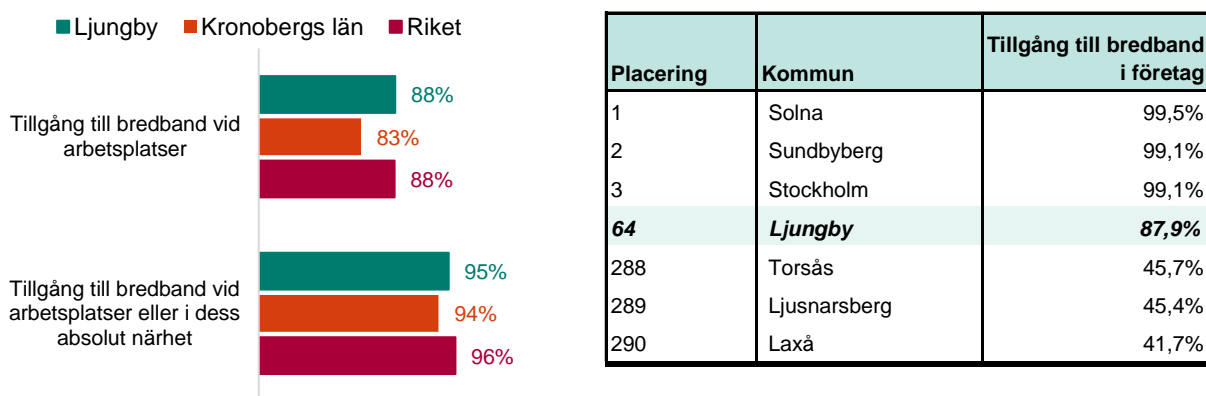 Ljungby Kronobergs län Riket
Tillgång till bredband vid
arbetsplatser
88%
83%
88%
Tillgång till bredband vid
arbetsplatser eller i dess
absolut närhet
95%
94%
96%
Placering Kommun Tillgång till bredband
i företag
1 Solna 99,5%
2 Sundbyberg 99,1%
3 Stockholm 99,1%
64 Ljungby 87,9%
288 Torsås 45,7%
289 Ljusnarsberg 45,4%
290 Laxå 41,7%